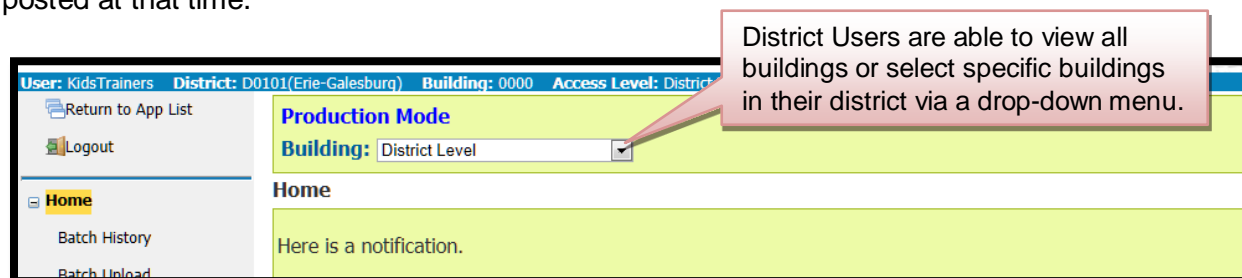 posted at that time.
District Users are able to view all
buildings or select specific buildings
in their district via a drop-down menu.
User: KidsTrainers District: D0101(Erie-Galesburg) Building: 0000 Access Level: District
Return to App List
Logout
Production Mode
Building: District Level
Home
Batch History
Batch Upload
Home
Here is a notification.